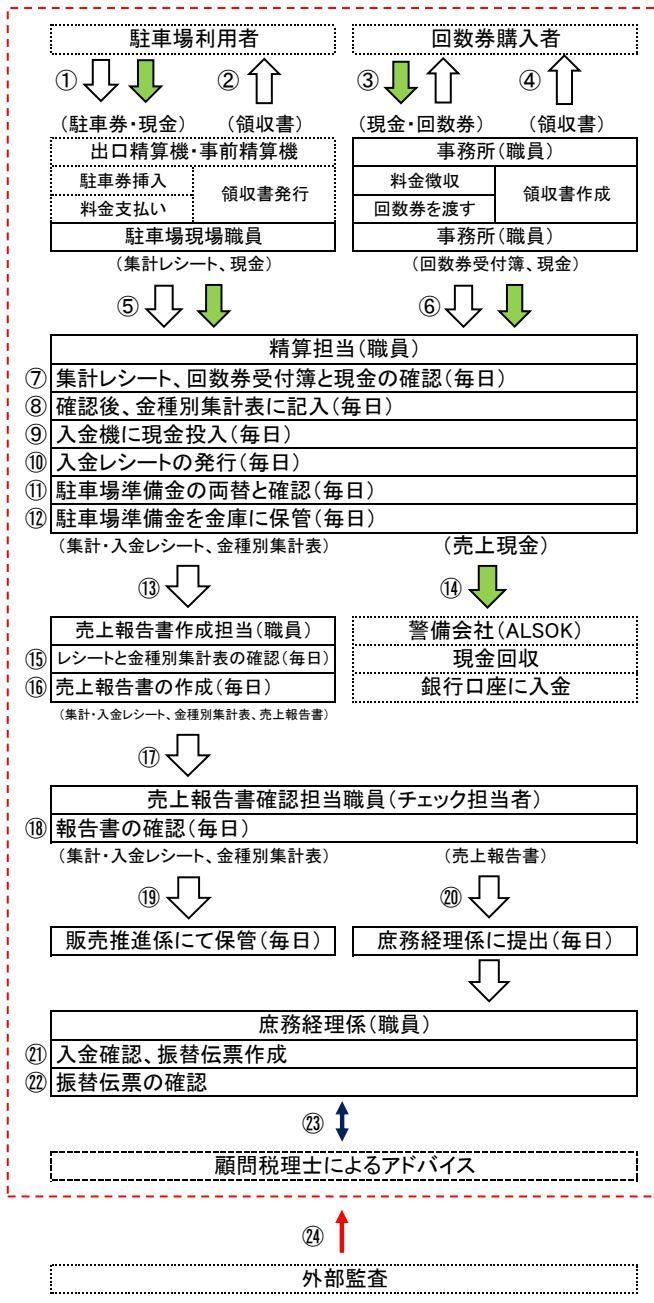 駐車場利用者
回数券購入者
① ② ③ ④
(駐車券・現金) (領収書) (現金・回数券) (領収書)
出口精算機・事前精算機
事務所(職員)
駐車券挿入
料金支払い
領収書発行
料金徴収
回数券を渡す
領収書作成
駐車場現場職員
事務所(職員)
(集計レシート、現金)
(回数券受付簿、現金)
⑤ ⑥
精算担当(職員)
⑦ 集計レシート、回数券受付簿と現金の確認(毎日)
⑧ 確認後、金種別集計表に記入(毎日)
⑨ 入金機に現金投入(毎日)
⑩ 入金レシートの発行(毎日)
⑪ 駐車場準備金の両替と確認(毎日)
⑫ 駐車場準備金を金庫に保管(毎日)
(集計・入金レシート、金種別集計表)
(売上現金)
⑬ ⑭
売上報告書作成担当(職員)
⑮ レシートと金種別集計表の確認(毎日)
⑯ 売上報告書の作成(毎日)
警備会社(ALSOK)
現金回収
銀行口座に入金
(集計・入金レシート、金種別集計表、売上報告書)
⑰
売上報告書確認担当職員(チェック担当者)
⑱ 報告書の確認(毎日)
(集計・入金レシート、金種別集計表)
(売上報告書)
⑲ ⑳
販売推進係にて保管(毎日)
庶務経理係に提出(毎日)
庶務経理係(職員)
㉑ 入金確認、振替伝票作成
㉒ 振替伝票の確認
㉓
顧問税理士によるアドバイス
㉔
外部監査